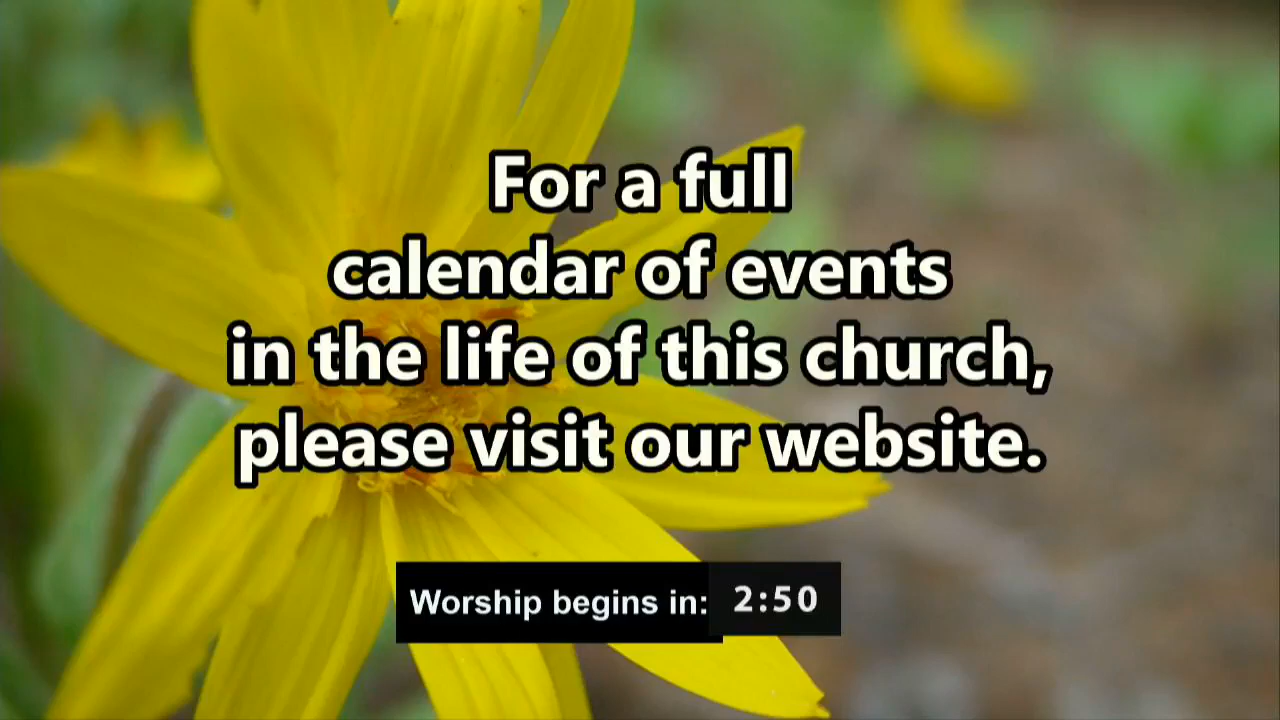 For a full
calendar of events
in the life of this church,
please visit our website.
Worship begins in: 2:50